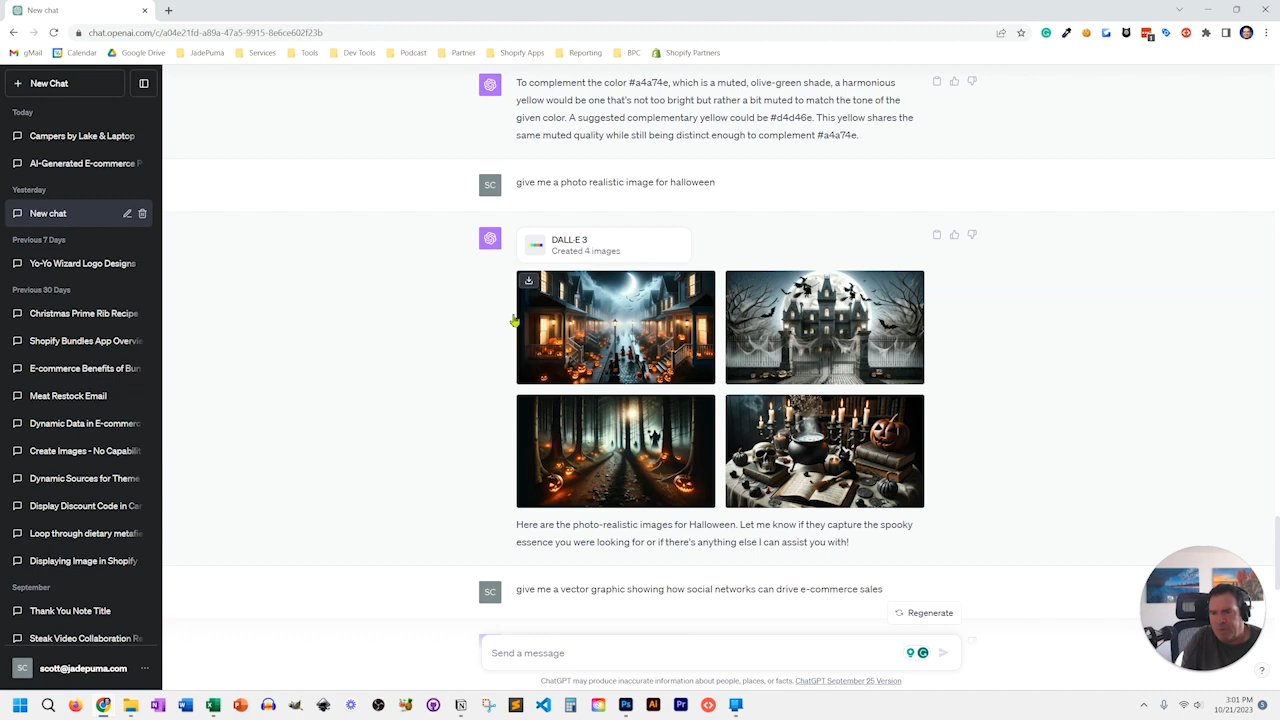 New chat
chat.openai.com/c/a04e21fd-a89a-47a5-9915-8e6ce602f23b
gMail
Calendar
Google Drive
JadePuma
Services
Tools
Dev Tools
Podcast
Partner
Shopify Apps
Reporting
BPC
Shopify Partners
New Chat
Today
Campers by Lake & Laptop
AI-Generated E-commerce P
Yesterday
New chat
Previous 7 Days
Yo-Yo Wizard Logo Designs
Previous 30 Days
Christmas Prime Rib Recipe
Shopify Bundles App Overvie
E-commerce Benefits of Bun
Meat Restock Email
Dynamic Data in E-commerc
Create Images - No Capabilit
Dynamic Sources for Theme
Display Discount Code in Car
Loop through dietary metafie
Displaying Image in Shopify
September
Thank You Note Title
Steak Video Collaboration Re
SC
scott@jadepuma.com
To complement the color #a4a74e, which is a muted, olive-green shade, a harmonious
yellow would be one that's not too bright but rather a bit muted to match the tone of the
given color. A suggested complementary yellow could be #d4d46e. This yellow shares the
same muted quality while still being distinct enough to complement #a4a74e.
SC
give me a photo realistic image for halloween
DALL·E 3
Created 4 images
Here are the photo-realistic images for Halloween. Let me know if they capture the spooky
essence you were looking for or if there's anything else I can assist you with!
SC
give me a vector graphic showing how social networks can drive e-commerce sales
Regenerate
Send a message
ChatGPT may produce inaccurate information about people, places, or facts. ChatGPT September 25 Version
?
3:01 PM
10/21/2023